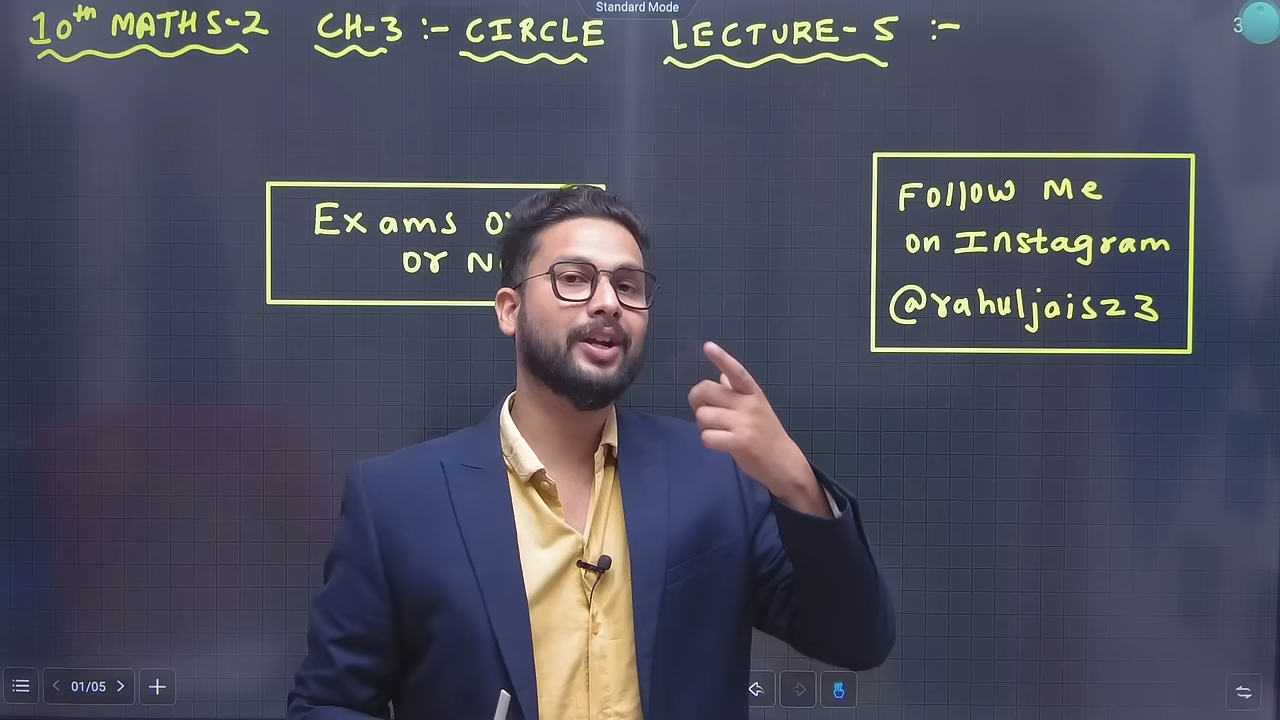 Standard Mode
10th MATHS-2 CH-3 :- CIRCLE LECTURE-5 :-
Exams
or
Follow Me
on Instagram
@rahuljais23
01/05